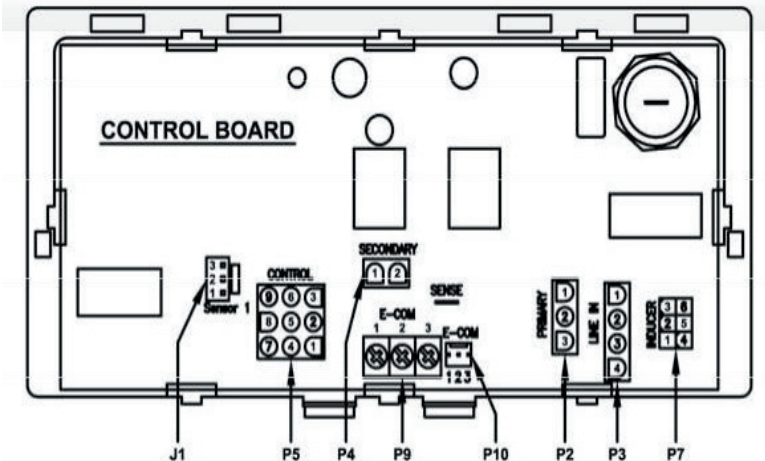 CONTROL BOARD
SECONDARY
1 2
3
2
1
Sensor 1
CONTROL
9 6 3
8 5 2
7 4 1
SENSE
E-COM
1 2 3
E-COM
1 2 3
PRIMARY
1
2
3
LINE IN
1
2
3
4
INDUCER
3 6
2 5
1 4
J1 P5 P4 P9 P10 P2 P3 P7